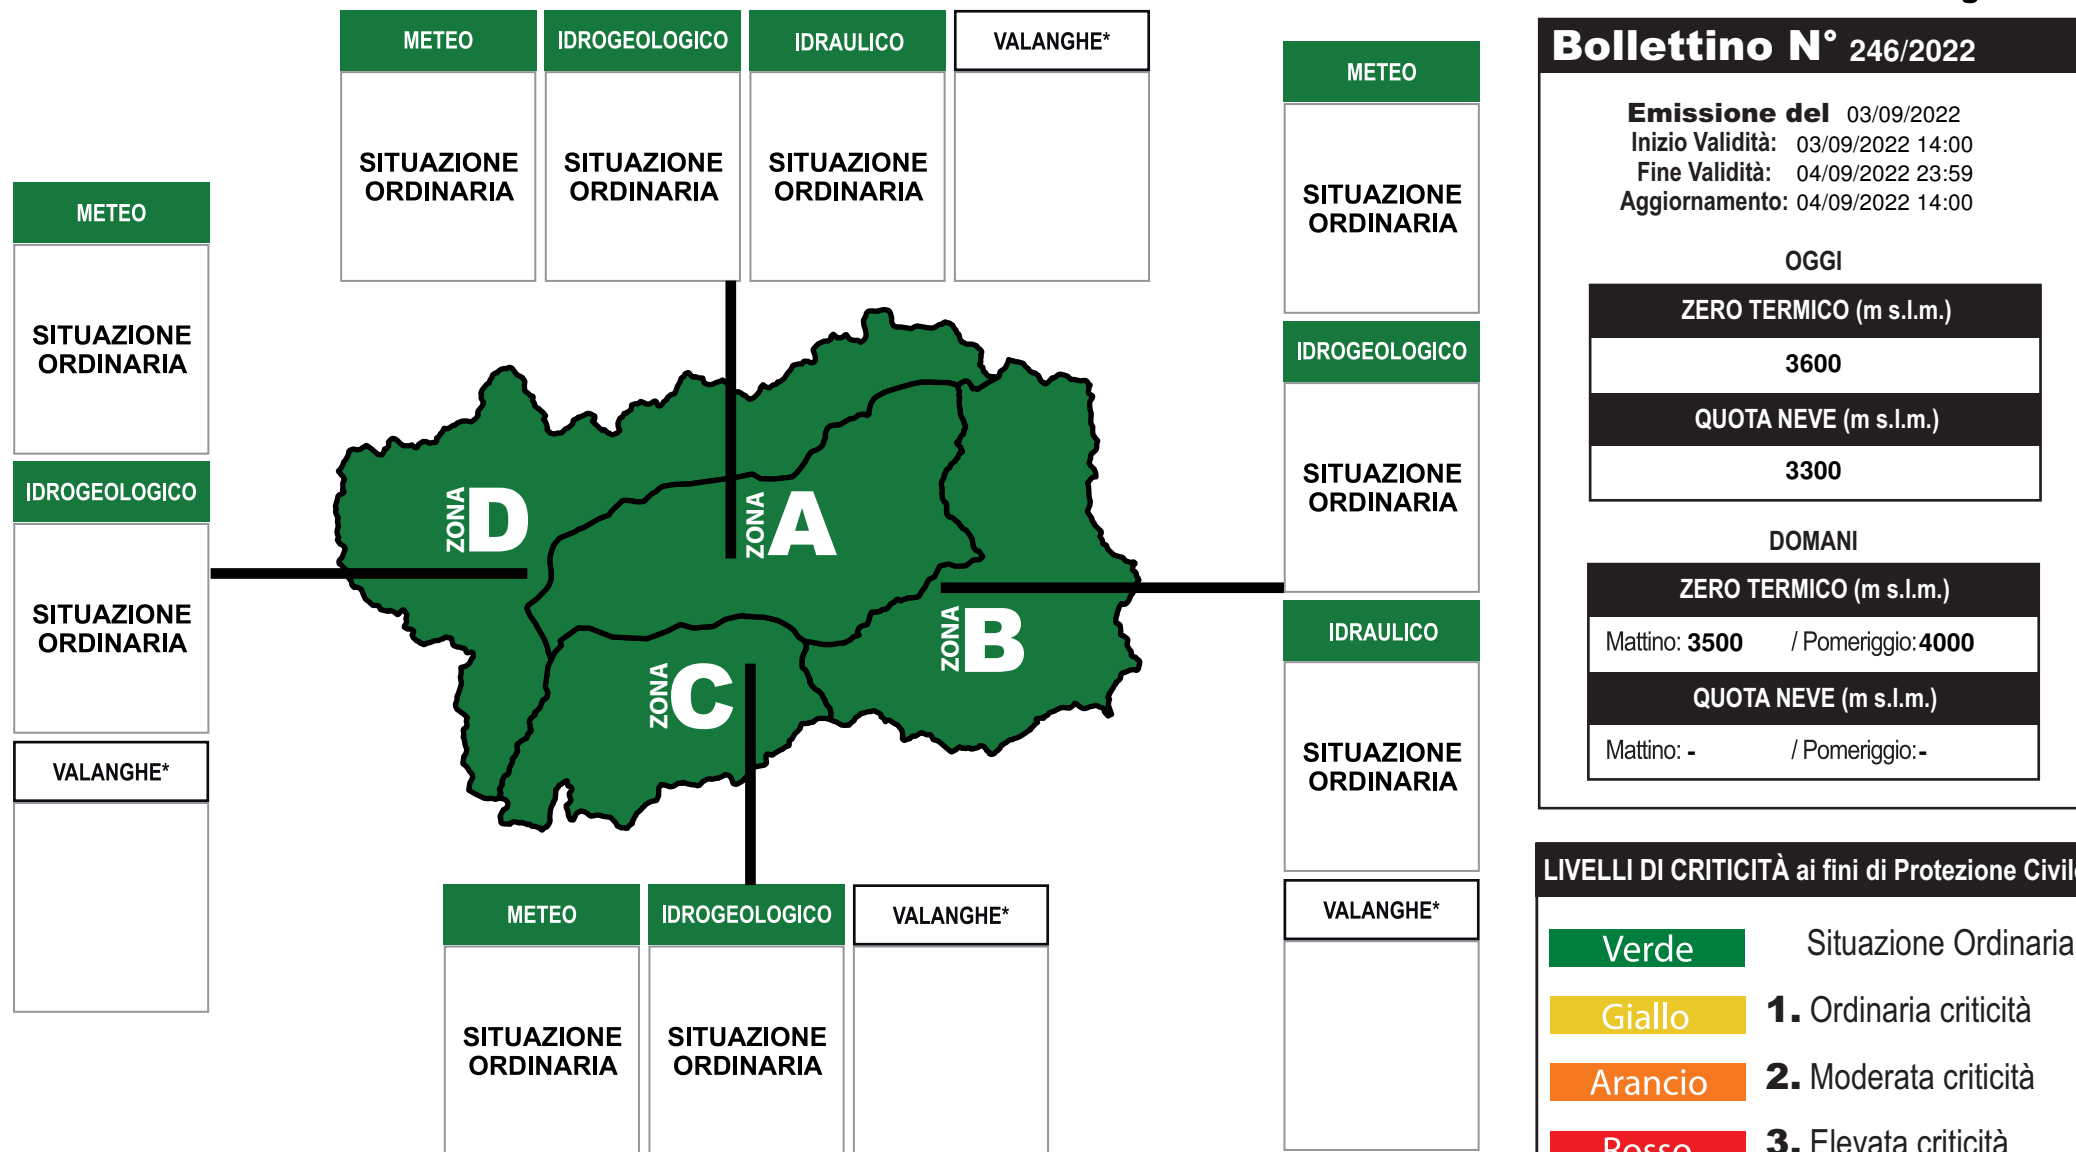 METEO
IDROGEOLOGICO
IDRAULICO
VALANGHE*
SITUAZIONE
ORDINARIA
SITUAZIONE
ORDINARIA
SITUAZIONE
ORDINARIA
METEO
SITUAZIONE
ORDINARIA
IDROGEOLOGICO
SITUAZIONE
ORDINARIA
VALANGHE*
ZONA D
ZONA A
ZONA B
ZONA C
METEO
SITUAZIONE
ORDINARIA
IDROGEOLOGICO
SITUAZIONE
ORDINARIA
IDRAULICO
SITUAZIONE
ORDINARIA
VALANGHE*
METEO
IDROGEOLOGICO
VALANGHE*
SITUAZIONE
ORDINARIA
SITUAZIONE
ORDINARIA
Bollettino N° 246/2022
Emissione del 03/09/2022
Inizio Validità: 03/09/2022 14:00
Fine Validità: 04/09/2022 23:59
Aggiornamento: 04/09/2022 14:00
OGGI
ZERO TERMICO (m s.l.m.)
3600
QUOTA NEVE (m s.l.m.)
3300
DOMANI
ZERO TERMICO (m s.l.m.)
Mattino: 3500 / Pomeriggio: 4000
QUOTA NEVE (m s.l.m.)
Mattino: - / Pomeriggio: -
LIVELLI DI CRITICITÀ ai fini di Protezione Civile
Verde Situazione Ordinaria
Giallo 1. Ordinaria criticità
Arancio 2. Moderata criticità
Rosso 3. Elevata criticità